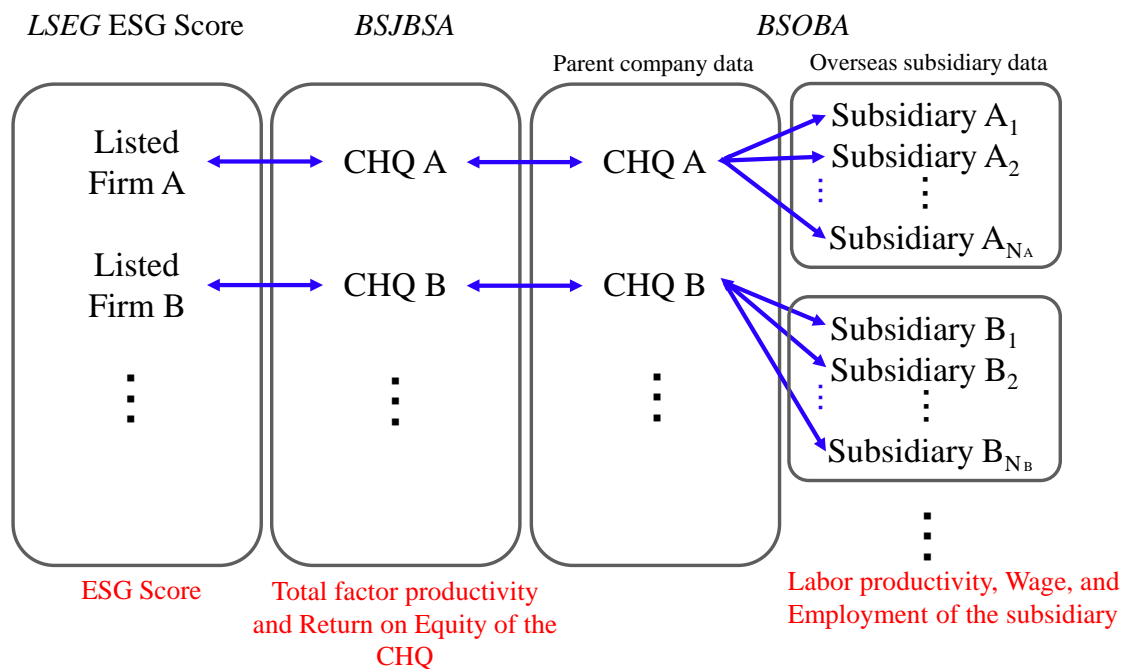 LSEG ESG Score
BSJBSA
BSOBA
Parent company data
Overseas subsidiary data
Listed
Firm A
CHQ A
CHQ A
Subsidiary A1
Subsidiary A2
Subsidiary ANA
Listed
Firm B
CHQ B
CHQ B
Subsidiary B1
Subsidiary B2
Subsidiary BNB
ESG Score
Total factor productivity
and Return on Equity of the
CHQ
Labor productivity, Wage, and
Employment of the subsidiary